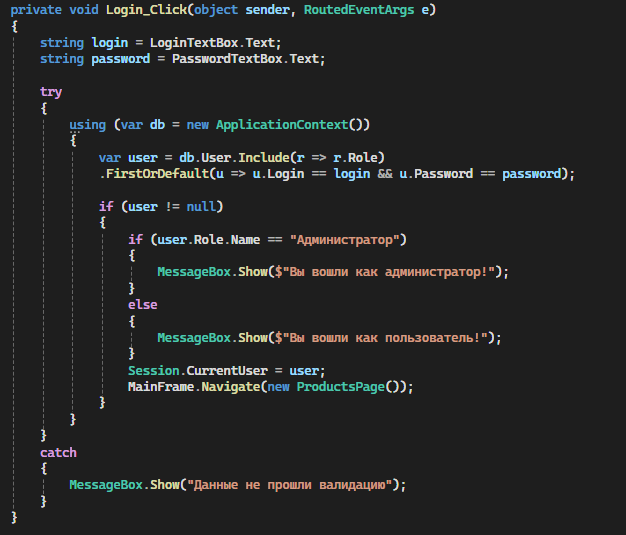 private void Login_Click(object sender, RoutedEventArgs e)
{
    string login = LoginTextBox.Text;
    string password = PasswordTextBox.Text;

    try
    {
        using (var db = new ApplicationContext())
        {
            var user = db.User.Include(r => r.Role)
            .FirstOrDefault(u => u.Login == login && u.Password == password);

            if (user != null)
            {
                if (user.Role.Name == "Администратор")
                {
                    MessageBox.Show($"Вы вошли как администратор!");
                }
                else
                {
                    MessageBox.Show($"Вы вошли как пользователь!");
                }
                Session.CurrentUser = user;
                MainFrame.Navigate(new ProductsPage());
            }
        }
    }
    catch
    {
        MessageBox.Show("Данные не прошли валидацию");
    }
}